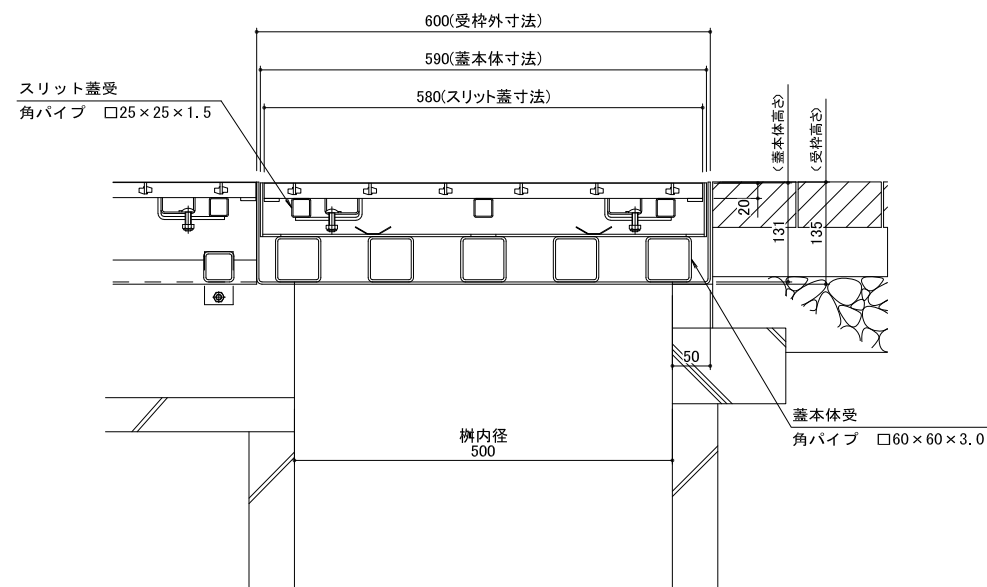 600(受枠外寸法)
590(蓋本体寸法)
580(スリット蓋寸法)
スリット蓋受
角パイプ □25×25×1.5
(蓋本体高さ)
(受枠高さ)
20
131
135
50
桝内径
500
蓋本体受
角パイプ □60×60×3.0